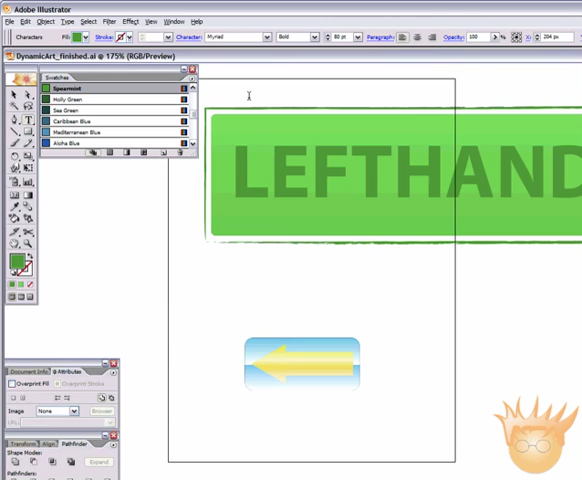 Adobe Illustrator
File Edit Object Type Select Filter Effect View Window Help
Characters Fill: Stroke: Character: Myriad Bold 80 pt Paragraph: Opacity: 100 X: 204 px
DynamicArt_finished.ai @ 175% (RGB/Preview)
Swatches
Spearmint
Holly Green
Sea Green
Caribbean Blue
Mediterranean Blue
Aloha Blue
LEFTHAND
Document Info Attributes
Overprint Fill Overprint Stroke
Image None Browser
URL:
Transform Align Pathfinder
Shape Modes:
Expand
Pathfinders: